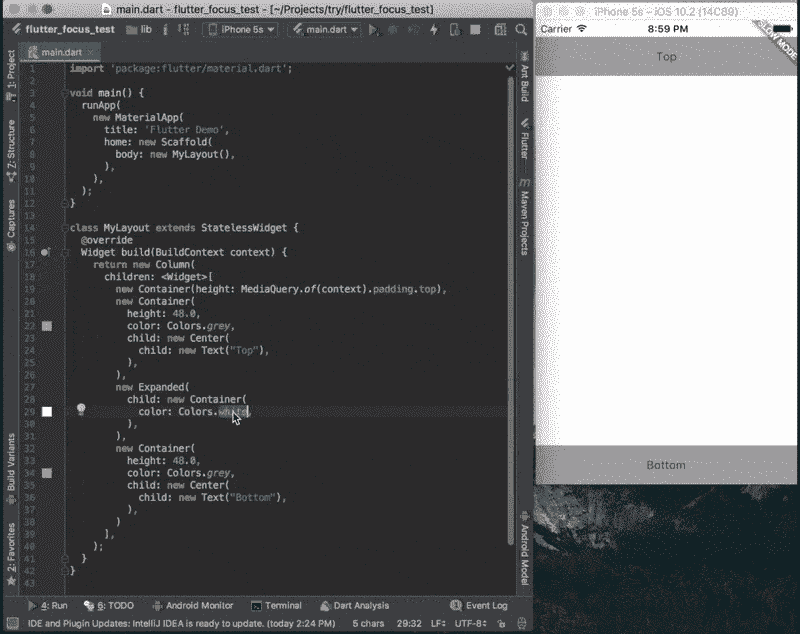 main.dart - flutter_focus_test - [~/Projects/try/flutter_focus_test]
flutter_focus_test lib iPhone 5s main.dart
main.dart
1 import 'package:flutter/material.dart';
2
3 void main() {
4 runApp(
5 new MaterialApp(
6 title: 'Flutter Demo',
7 home: new Scaffold(
8 body: new MyLayout(),
9 ),
10 ),
11 );
12 }
13
14 class MyLayout extends StatelessWidget {
15 @override
16 Widget build(BuildContext context) {
17 return new Column(
18 children: <Widget>[
19 new Container(height: MediaQuery.of(context).padding.top),
20 new Container(
21 height: 48.0,
22 color: Colors.grey,
23 child: new Center(
24 child: new Text("Top"),
25 ),
26 ),
27 new Expanded(
28 child: new Container(
29 color: Colors.white,
30 ),
31 ),
32 new Container(
33 height: 48.0,
34 color: Colors.grey,
35 child: new Center(
36 child: new Text("Bottom"),
37 ),
38 )
39 ],
40 );
41 }
42 }
43
1: Project
Z: Structure
Captures
Build Variants
2: Favorites
Ant Build
Flutter
m Maven Projects
Android Model
4: Run 6: TODO Android Monitor Terminal Dart Analysis Event Log
IDE and Plugin Updates: IntelliJ IDEA is ready to update. (today 2:24 PM) 5 chars 29:32 LF÷ UTF-8÷
iPhone 5s – iOS 10.2 (14C89)
Carrier 8:59 PM
SLOW MODE
Top
Bottom